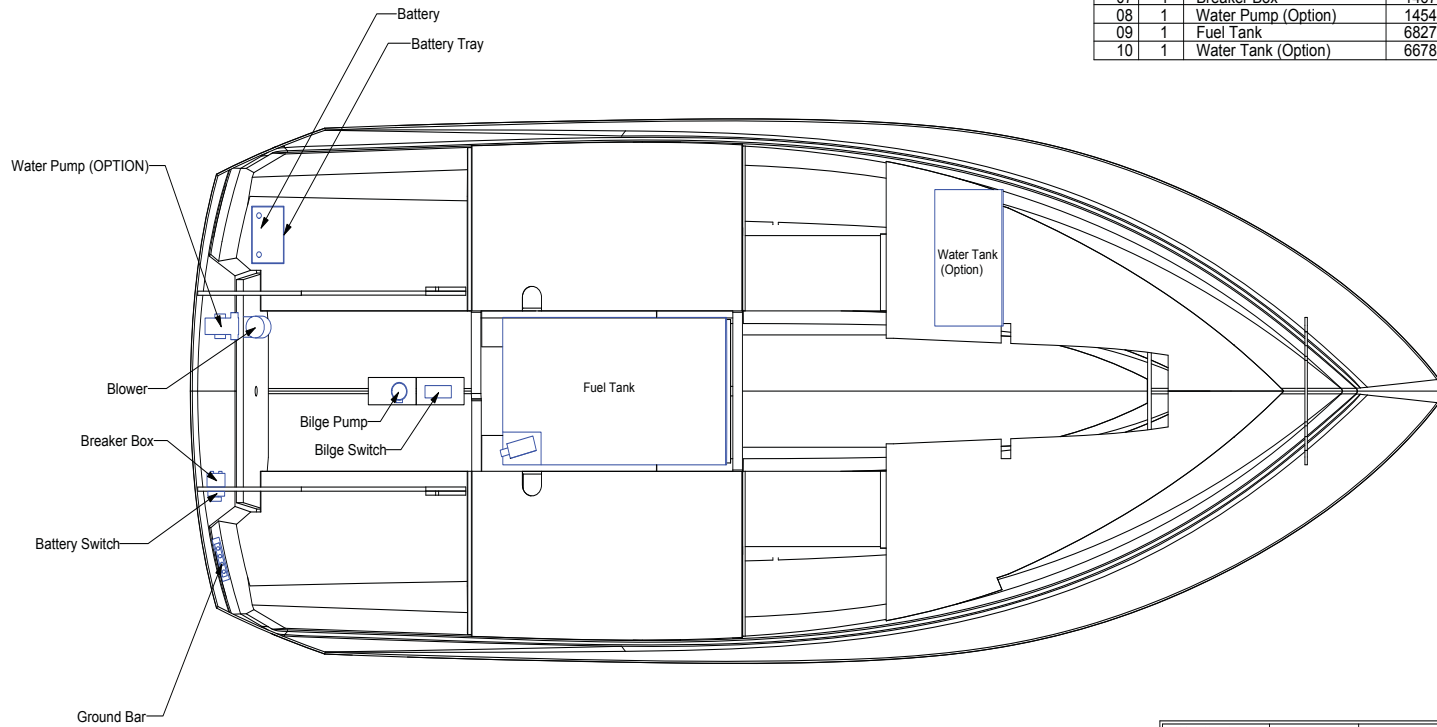 Battery
08 1 Water Pump (Option) 1454
09 1 Fuel Tank 6827
10 1 Water Tank (Option) 6678
Battery Tray
Water Pump (OPTION)
Water Tank
(Option)
Blower
Fuel Tank
Bilge Pump
Breaker Box
Bilge Switch
Battery Switch
Ground Bar